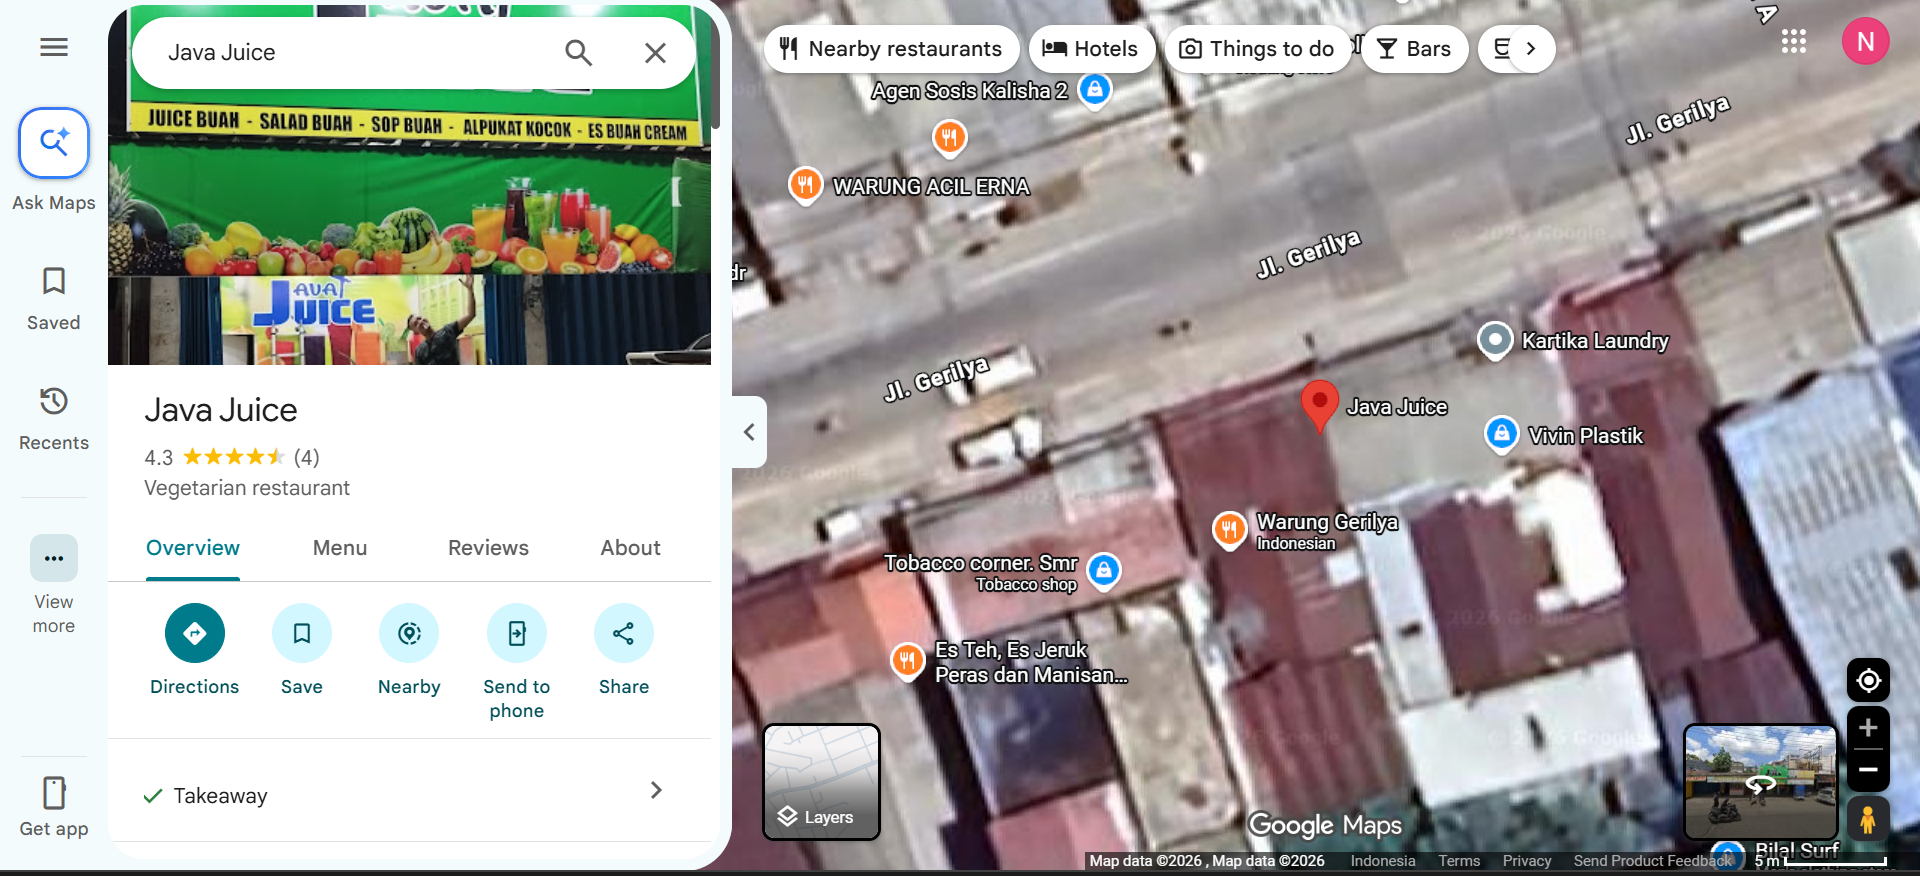 Java Juice
JUICE BUAH - SALAD BUAH - SOP BUAH - ALPUKAT KOCOK - ES BUAH CREAM
JUICE
Java Juice
4.3 (4)
Vegetarian restaurant
Overview
Menu
Reviews
About
Directions
Save
Nearby
Send to
phone
Share
Takeaway
Ask Maps
Saved
Recents
View
more
Get app
Nearby restaurants
Hotels
Things to do
Bars
N
Agen Sosis Kalisha 2
WARUNG ACIL ERNA
Jl. Gerilya
Jl. Gerilya
Jl. Gerilya
Kartika Laundry
Java Juice
Vivin Plastik
Warung Gerilya
Indonesian
Tobacco corner. Smr
Tobacco shop
Es Teh, Es Jeruk
Peras dan Manisan...
Layers
Google Maps
Bilal Surf
Map data ©2026 , Map data ©2026
Indonesia
Terms
Privacy
Send Product Feedback
5 m